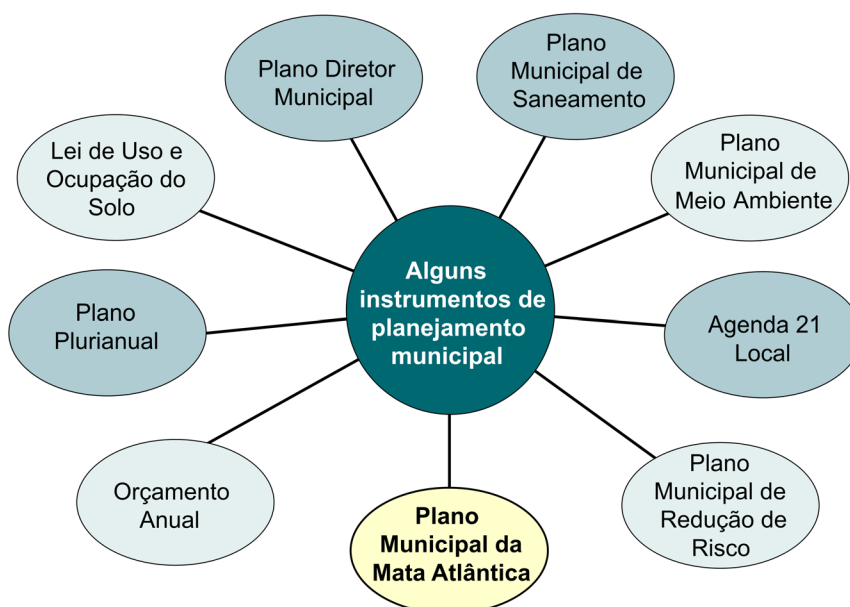 Plano Diretor
Municipal
Plano
Municipal de
Saneamento
Lei de Uso e
Ocupação do
Solo
Plano
Municipal de
Meio Ambiente
Alguns
instrumentos de
planejamento
municipal
Plano
Plurianual
Agenda 21
Local
Orçamento
Anual
Plano
Municipal da
Mata Atlântica
Plano
Municipal de
Redução de
Risco